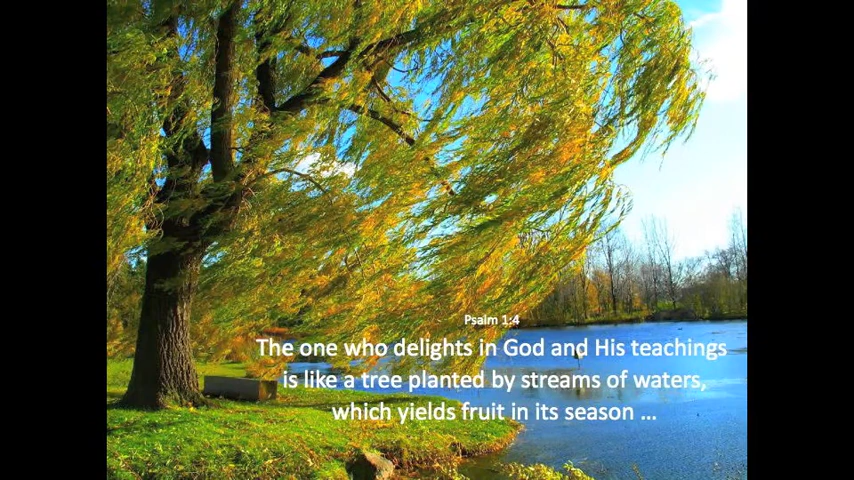 Psalm 1:4
The one who delights in God and His teachings
is like a tree planted by streams of waters,
which yields fruit in its season ...